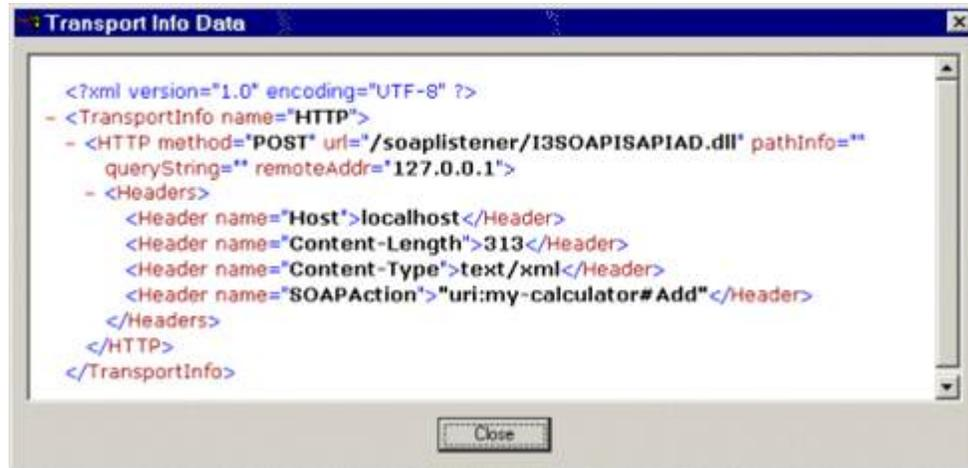 Transport Info Data
<?xml version="1.0" encoding="UTF-8" ?>
- <TransportInfo name="HTTP">
- <HTTP method="POST" url="/soaplistener/I3SOAPISAPIAD.dll" pathInfo=""
queryString="" remoteAddr="127.0.0.1">
- <Headers>
<Header name="Host">localhost</Header>
<Header name="Content-Length">313</Header>
<Header name="Content-Type">text/xml</Header>
<Header name="SOAPAction">"uri:my-calculator#Add"</Header>
</Headers>
</HTTP>
</TransportInfo>
Close